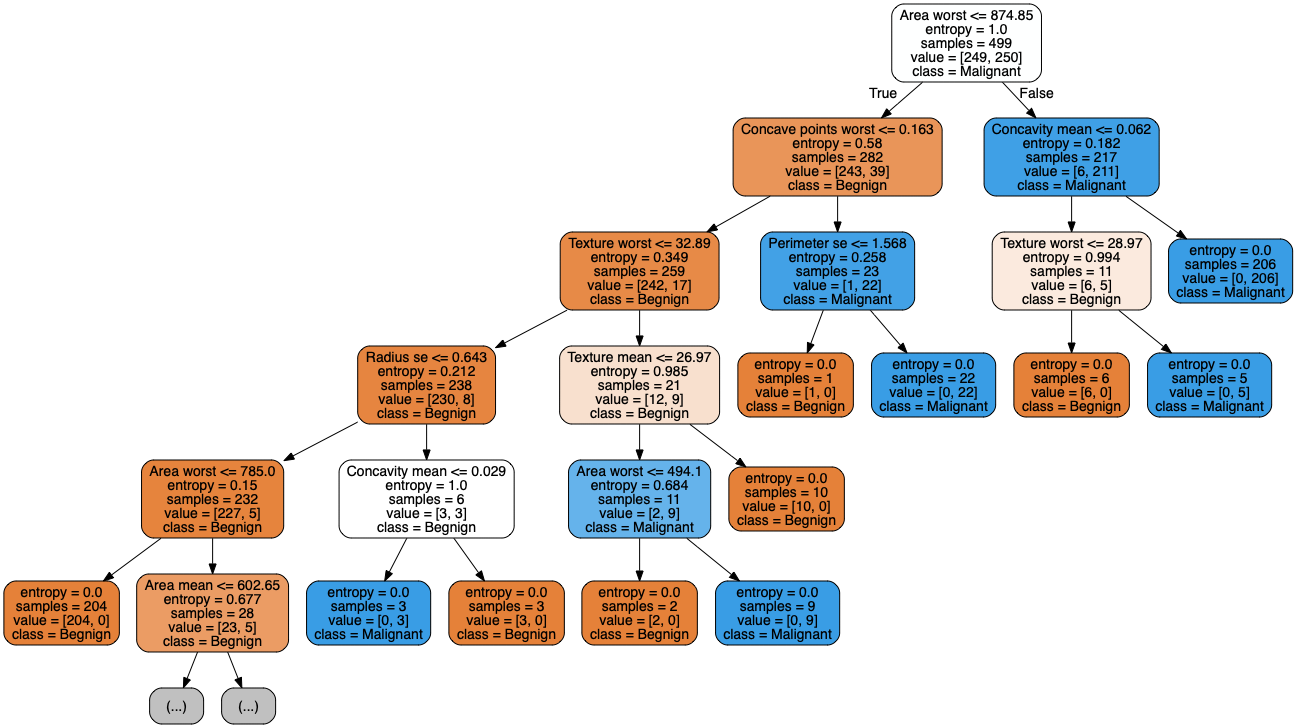 Area worst <= 874.85
entropy = 1.0
samples = 499
value = [249, 250]
class = Malignant
True
False
Concave points worst <= 0.163
entropy = 0.58
samples = 282
value = [243, 39]
class = Begnign
Concavity mean <= 0.062
entropy = 0.182
samples = 217
value = [6, 211]
class = Malignant
Texture worst <= 32.89
entropy = 0.349
samples = 259
value = [242, 17]
class = Begnign
Perimeter se <= 1.568
entropy = 0.258
samples = 23
value = [1, 22]
class = Malignant
Texture worst <= 28.97
entropy = 0.994
samples = 11
value = [6, 5]
class = Begnign
entropy = 0.0
samples = 206
value = [0, 206]
class = Malignant
Radius se <= 0.643
entropy = 0.212
samples = 238
value = [230, 8]
class = Begnign
Texture mean <= 26.97
entropy = 0.985
samples = 21
value = [12, 9]
class = Begnign
entropy = 0.0
samples = 1
value = [1, 0]
class = Begnign
entropy = 0.0
samples = 22
value = [0, 22]
class = Malignant
entropy = 0.0
samples = 6
value = [6, 0]
class = Begnign
entropy = 0.0
samples = 5
value = [0, 5]
class = Malignant
Area worst <= 785.0
entropy = 0.15
samples = 232
value = [227, 5]
class = Begnign
Concavity mean <= 0.029
entropy = 1.0
samples = 6
value = [3, 3]
class = Begnign
Area worst <= 494.1
entropy = 0.684
samples = 11
value = [2, 9]
class = Malignant
entropy = 0.0
samples = 10
value = [10, 0]
class = Begnign
entropy = 0.0
samples = 204
value = [204, 0]
class = Begnign
Area mean <= 602.65
entropy = 0.677
samples = 28
value = [23, 5]
class = Begnign
entropy = 0.0
samples = 3
value = [0, 3]
class = Malignant
entropy = 0.0
samples = 3
value = [3, 0]
class = Begnign
entropy = 0.0
samples = 2
value = [2, 0]
class = Begnign
entropy = 0.0
samples = 9
value = [0, 9]
class = Malignant
(...)
(...)